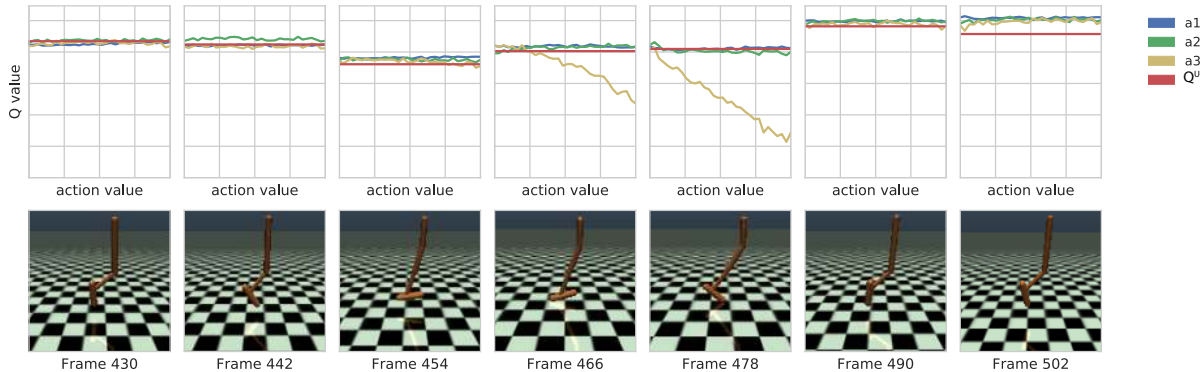 Q value
action value action value action value action value action value action value action value
a1
a2
a3
Qᵁ
Frame 430 Frame 442 Frame 454 Frame 466 Frame 478 Frame 490 Frame 502